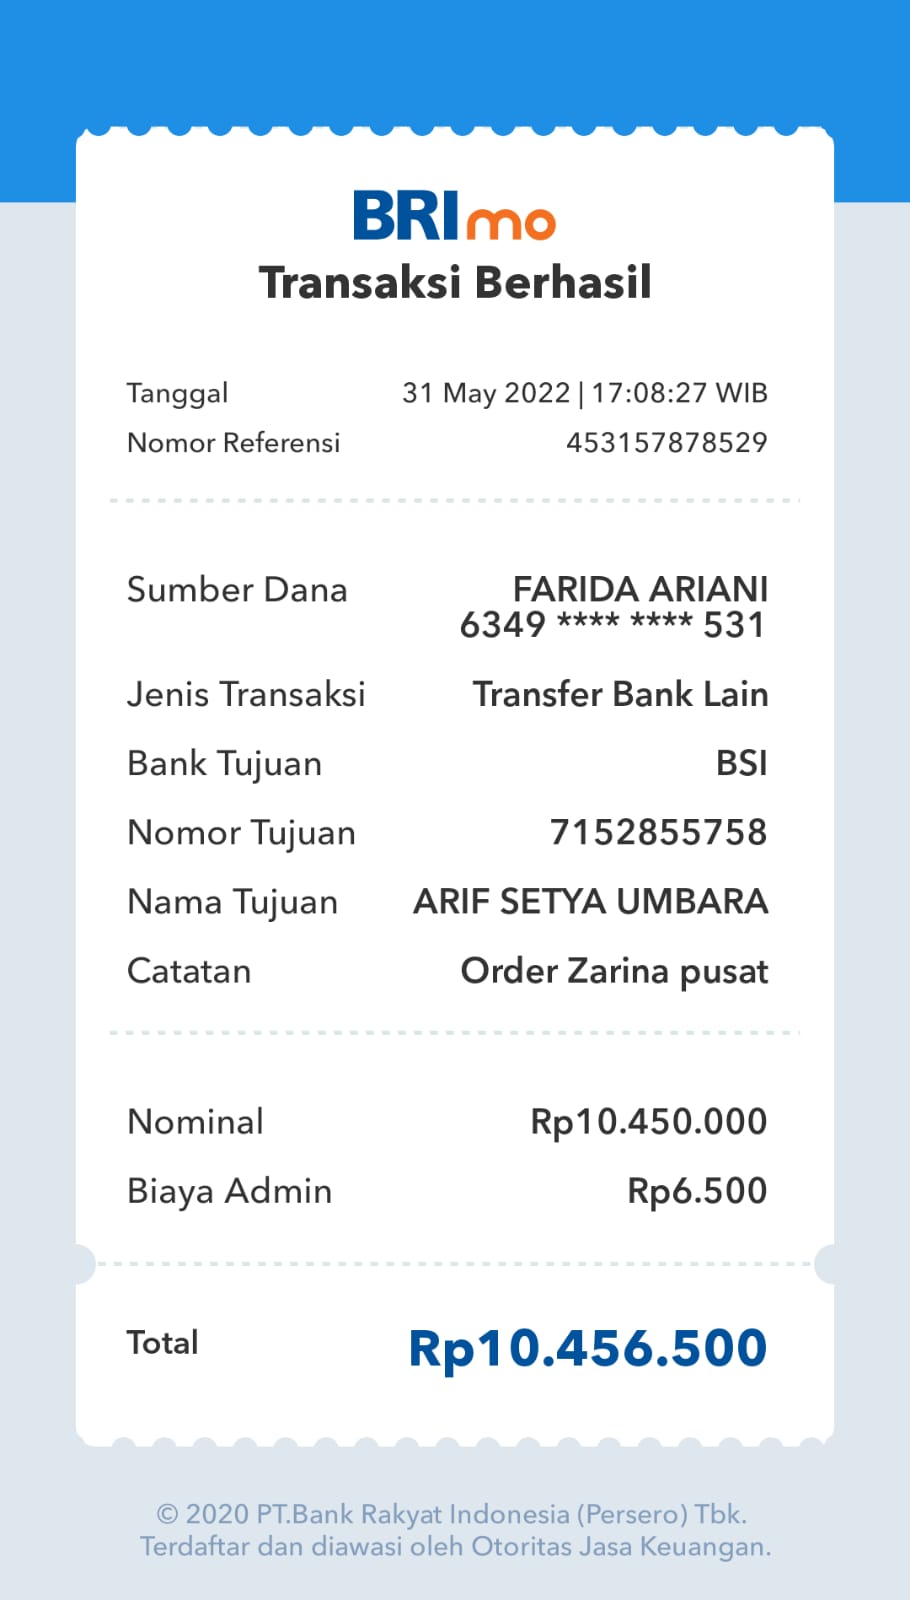 BRImo
Transaksi Berhasil
Tanggal 31 May 2022 | 17:08:27 WIB
Nomor Referensi 453157878529
Sumber Dana FARIDA ARIANI
6349 **** **** 531
Jenis Transaksi Transfer Bank Lain
Bank Tujuan BSI
Nomor Tujuan 7152855758
Nama Tujuan ARIF SETYA UMBARA
Catatan Order Zarina pusat
Nominal Rp10.450.000
Biaya Admin Rp6.500
Total Rp10.456.500
© 2020 PT.Bank Rakyat Indonesia (Persero) Tbk.
Terdaftar dan diawasi oleh Otoritas Jasa Keuangan.